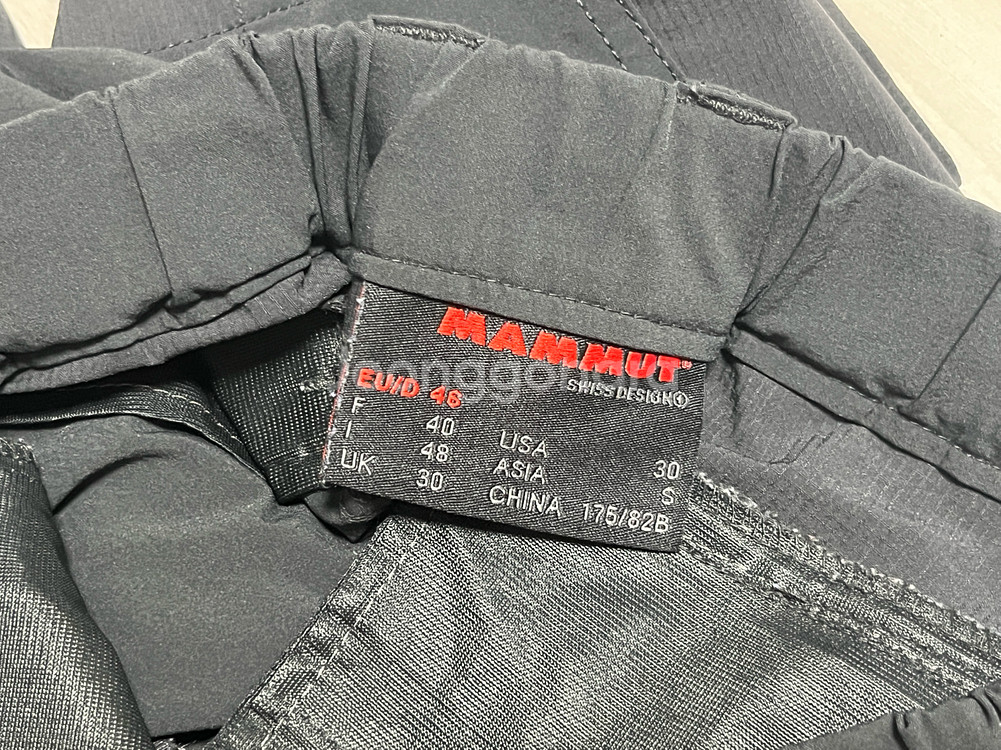 MAMMUT®
SWISS DESIGN
EU/D 46
F 40 USA 30
I 48 ASIA S
UK 30 CHINA 175/82B